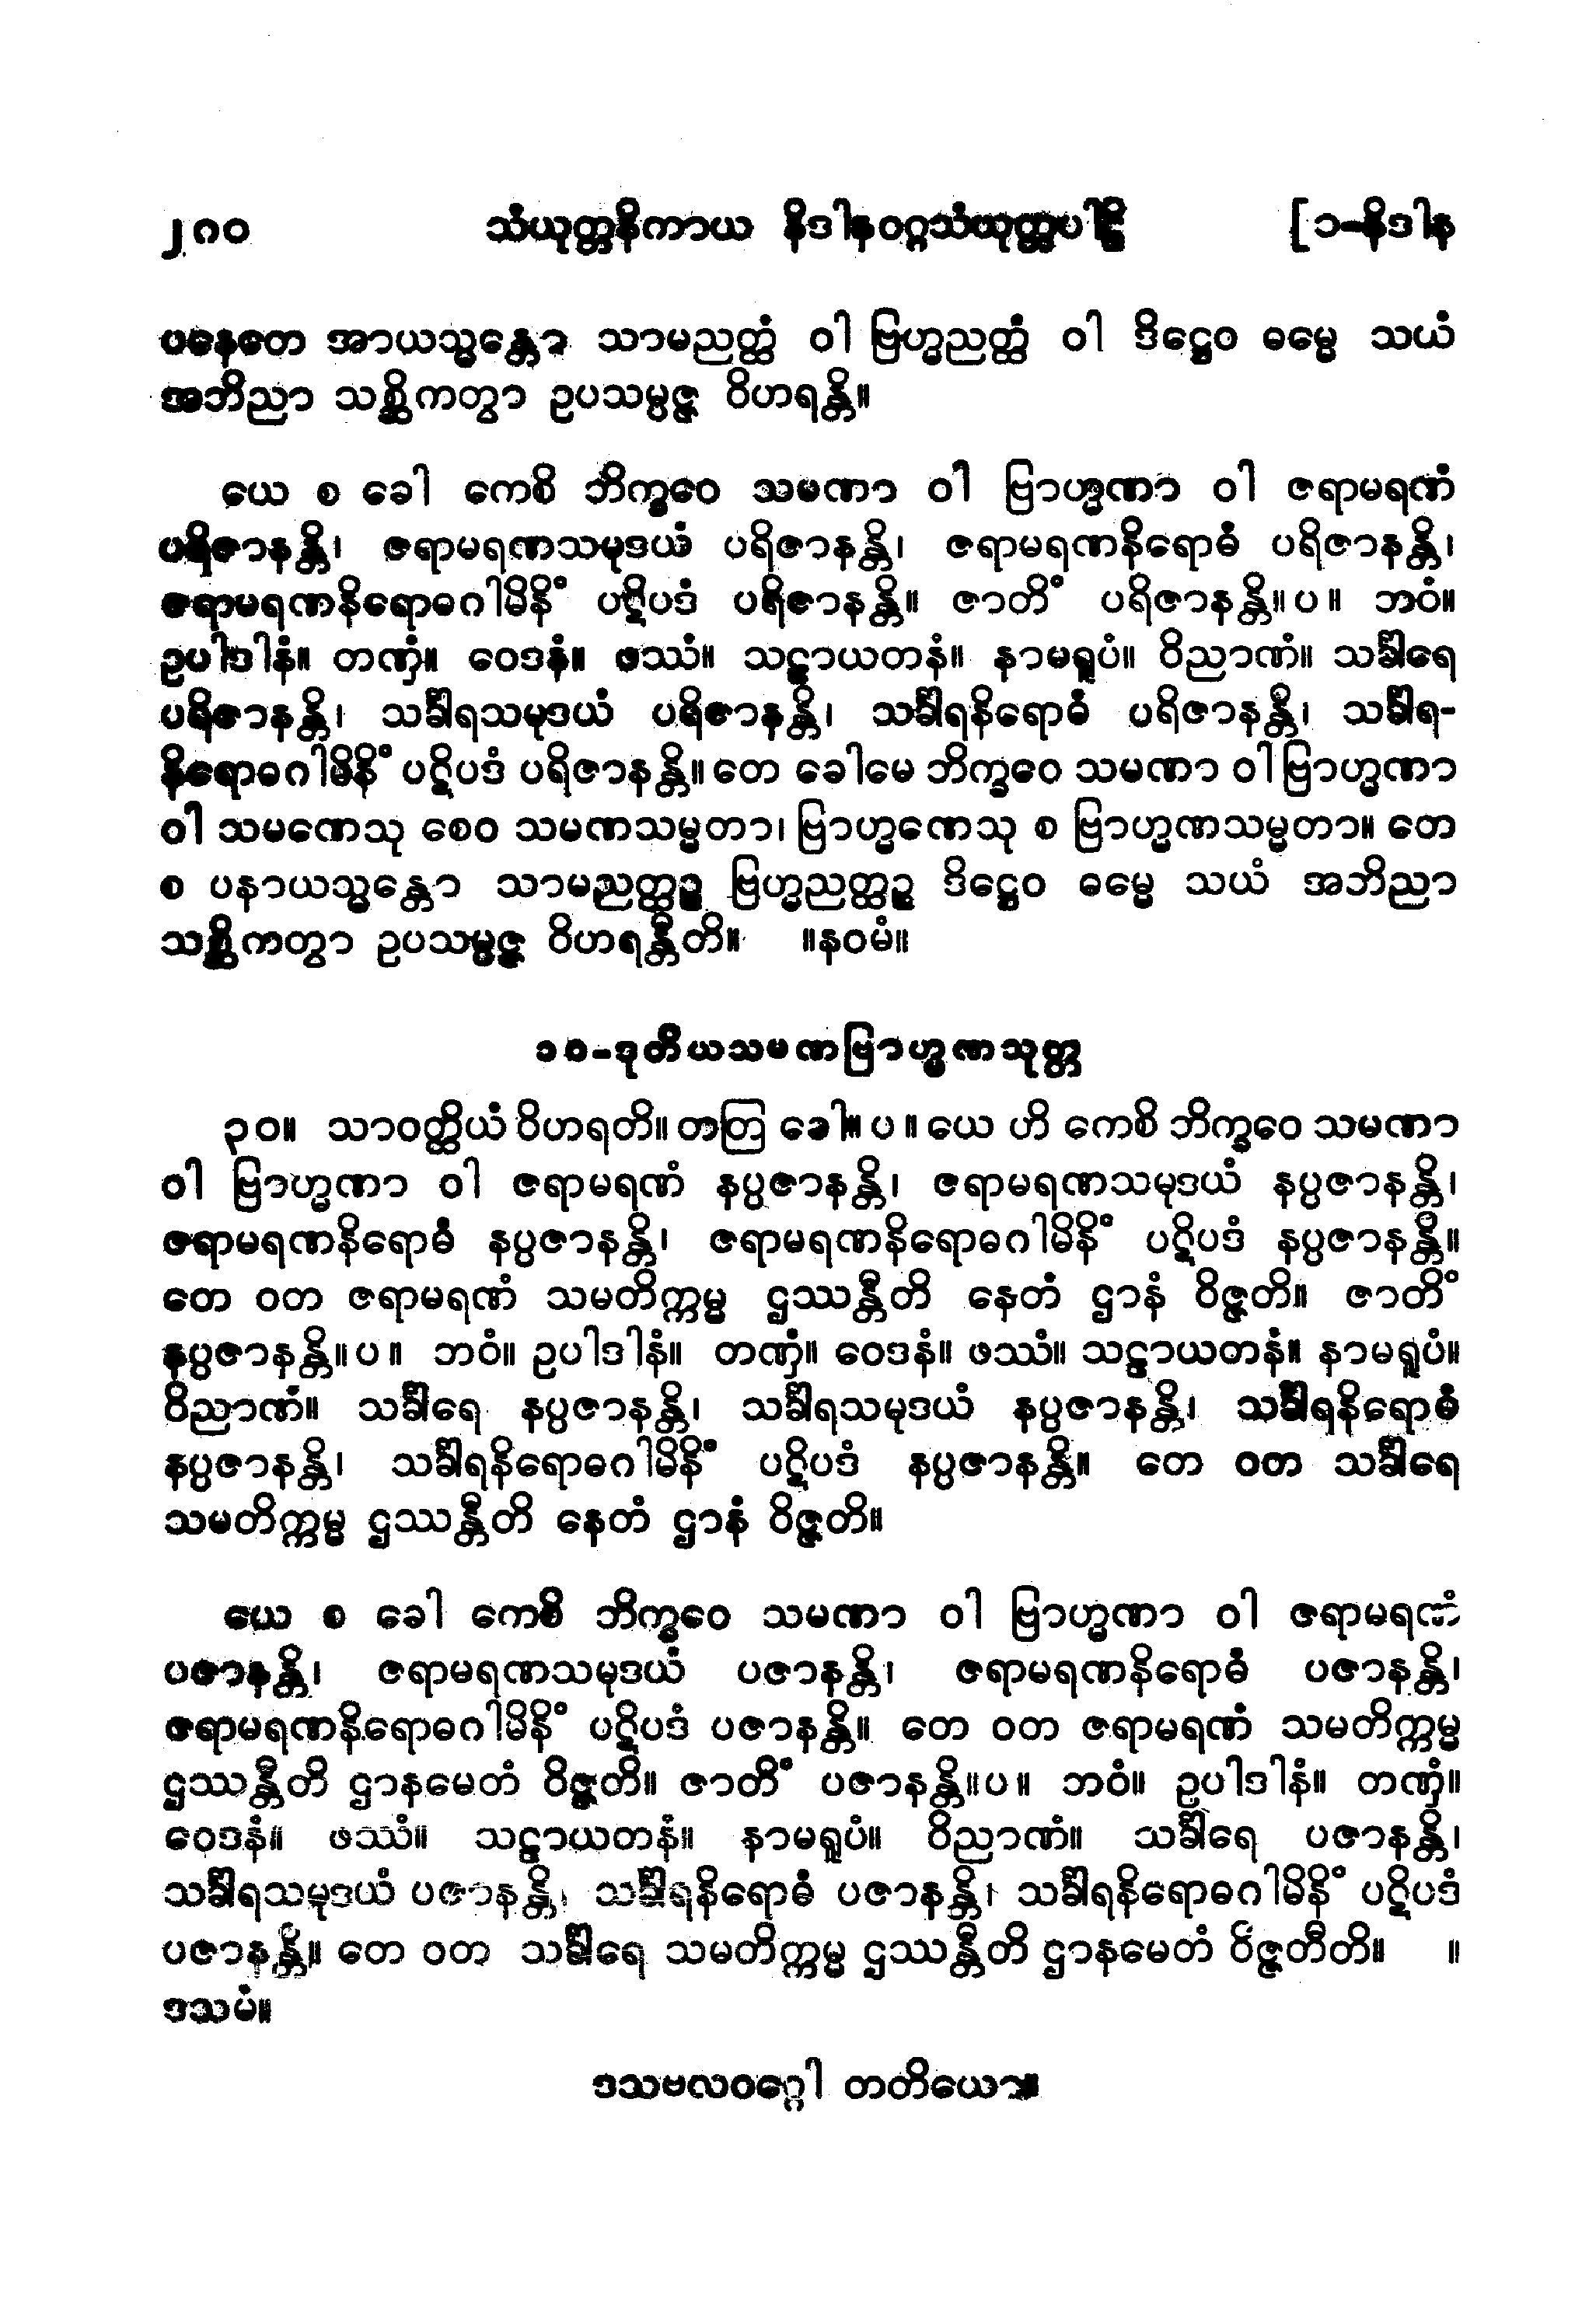 ၂၈၀ သံယုတ္တနိကာယ နိဒါနဝဂ္ဂသံယုတ္တပါဠိ [၁-နိဒါန
ပနေတေ အာယသ္မန္တော သာမညတ္ထံ ဝါ ဗြဟ္မညတ္ထံ ဝါ ဒိဋ္ဌေဝ ဓမ္မေ သယံ
အဘိညာ သစ္ဆိကတွာ ဥပသမ္ပဇ္ဇ ဝိဟရန္တိ။
ယေ စ ခေါ ကေစိ ဘိက္ခဝေ သမဏာ ဝါ ဗြာဟ္မဏာ ဝါ ဇရာမရဏံ
ပရိဇာနန္တိ၊ ဇရာမရဏသမုဒယံ ပရိဇာနန္တိ၊ ဇရာမရဏနိရောဓံ ပရိဇာနန္တိ၊
ဇရာမရဏနိရောဓဂါမိနိံ ပဋိပဒံ ပရိဇာနန္တိ။ ဇာတိံ ပရိဇာနန္တိ။ပ။ ဘဝံ။
ဥပါဒါနံ။ တဏှံ။ ဝေဒနံ။ ဖဿံ။ သဠာယတနံ။ နာမရူပံ။ ဝိညာဏံ။ သင်္ခါရေ
ပရိဇာနန္တိ၊ သင်္ခါရသမုဒယံ ပရိဇာနန္တိ၊ သင်္ခါရနိရောဓံ ပရိဇာနန္တိ၊ သင်္ခါရ-
နိရောဓဂါမိနိံ ပဋိပဒံ ပရိဇာနန္တိ။ တေ ခေါမေ ဘိက္ခဝေ သမဏာ ဝါ ဗြာဟ္မဏာ
ဝါ သမဏေသု စေဝ သမဏသမ္မတာ၊ ဗြာဟ္မဏေသု စ ဗြာဟ္မဏသမ္မတာ။ တေ
စ ပနာယသ္မန္တော သာမညတ္ထဉ္စ ဗြဟ္မညတ္ထဉ္စ ဒိဋ္ဌေဝ ဓမ္မေ သယံ အဘိညာ
သစ္ဆိကတွာ ဥပသမ္ပဇ္ဇ ဝိဟရန္တီတိ။ ။နဝမံ။
၁၀-ဒုတိယသမဏဗြာဟ္မဏသုတ္တ
၃၀။ သာဝတ္ထိယံ ဝိဟရတိ။ တတြ ခေါ။ ပ ။ ယေ ဟိ ကေစိ ဘိက္ခဝေ သမဏာ
ဝါ ဗြာဟ္မဏာ ဝါ ဇရာမရဏံ နပ္ပဇာနန္တိ၊ ဇရာမရဏသမုဒယံ နပ္ပဇာနန္တိ၊
ဇရာမရဏနိရောဓံ နပ္ပဇာနန္တိ၊ ဇရာမရဏနိရောဓဂါမိနိံ ပဋိပဒံ နပ္ပဇာနန္တိ။
တေ ဝတ ဇရာမရဏံ သမတိက္ကမ္မ ဌဿန္တီတိ နေတံ ဌာနံ ဝိဇ္ဇတိ။ ဇာတိံ
နပ္ပဇာနန္တိ။ပ။ ဘဝံ။ ဥပါဒါနံ။ တဏှံ။ ဝေဒနံ။ ဖဿံ။ သဠာယတနံ။ နာမရူပံ။
ဝိညာဏံ။ သင်္ခါရေ နပ္ပဇာနန္တိ၊ သင်္ခါရသမုဒယံ နပ္ပဇာနန္တိ၊ သင်္ခါရနိရောဓံ
နပ္ပဇာနန္တိ၊ သင်္ခါရနိရောဓဂါမိနိံ ပဋိပဒံ နပ္ပဇာနန္တိ။ တေ ဝတ သင်္ခါရေ
သမတိက္ကမ္မ ဌဿန္တီတိ နေတံ ဌာနံ ဝိဇ္ဇတိ။
ယေ စ ခေါ ကေစိ ဘိက္ခဝေ သမဏာ ဝါ ဗြာဟ္မဏာ ဝါ ဇရာမရဏံ
ပဇာနန္တိ၊ ဇရာမရဏသမုဒယံ ပဇာနန္တိ၊ ဇရာမရဏနိရောဓံ ပဇာနန္တိ၊
ဇရာမရဏနိရောဓဂါမိနိံ ပဋိပဒံ ပဇာနန္တိ။ တေ ဝတ ဇရာမရဏံ သမတိက္ကမ္မ
ဌဿန္တီတိ ဌာနမေတံ ဝိဇ္ဇတိ။ ဇာတိံ ပဇာနန္တိ။ပ။ ဘဝံ။ ဥပါဒါနံ။ တဏှံ။
ဝေဒနံ။ ဖဿံ။ သဠာယတနံ။ နာမရူပံ။ ဝိညာဏံ။ သင်္ခါရေ ပဇာနန္တိ၊
သင်္ခါရသမုဒယံ ပဇာနန္တိ၊ သင်္ခါရနိရောဓံ ပဇာနန္တိ၊ သင်္ခါရနိရောဓဂါမိနိံ ပဋိပဒံ
ပဇာနန္တိ။ တေ ဝတ သင်္ခါရေ သမတိက္ကမ္မ ဌဿန္တီတိ ဌာနမေတံ ဝိဇ္ဇတီတိ။ ။
ဒသမံ။
ဒသဗလဝဂ္ဂေါ တတိယော။